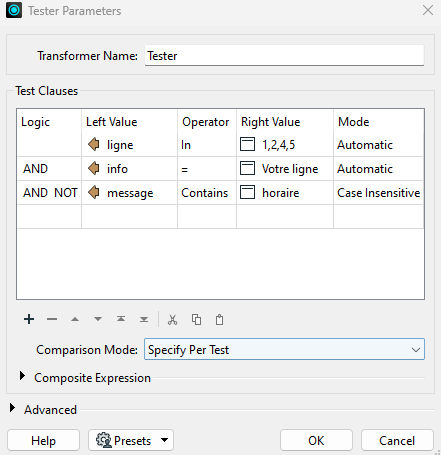 Tester Parameters
Transformer Name: Tester
Test Clauses
Logic Left Value Operator Right Value Mode
ligne In 1,2,4,5 Automatic
AND info = Votre ligne Automatic
AND NOT message Contains horaire Case Insensitive
Comparison Mode: Specify Per Test
Composite Expression
Advanced
Help Presets OK Cancel